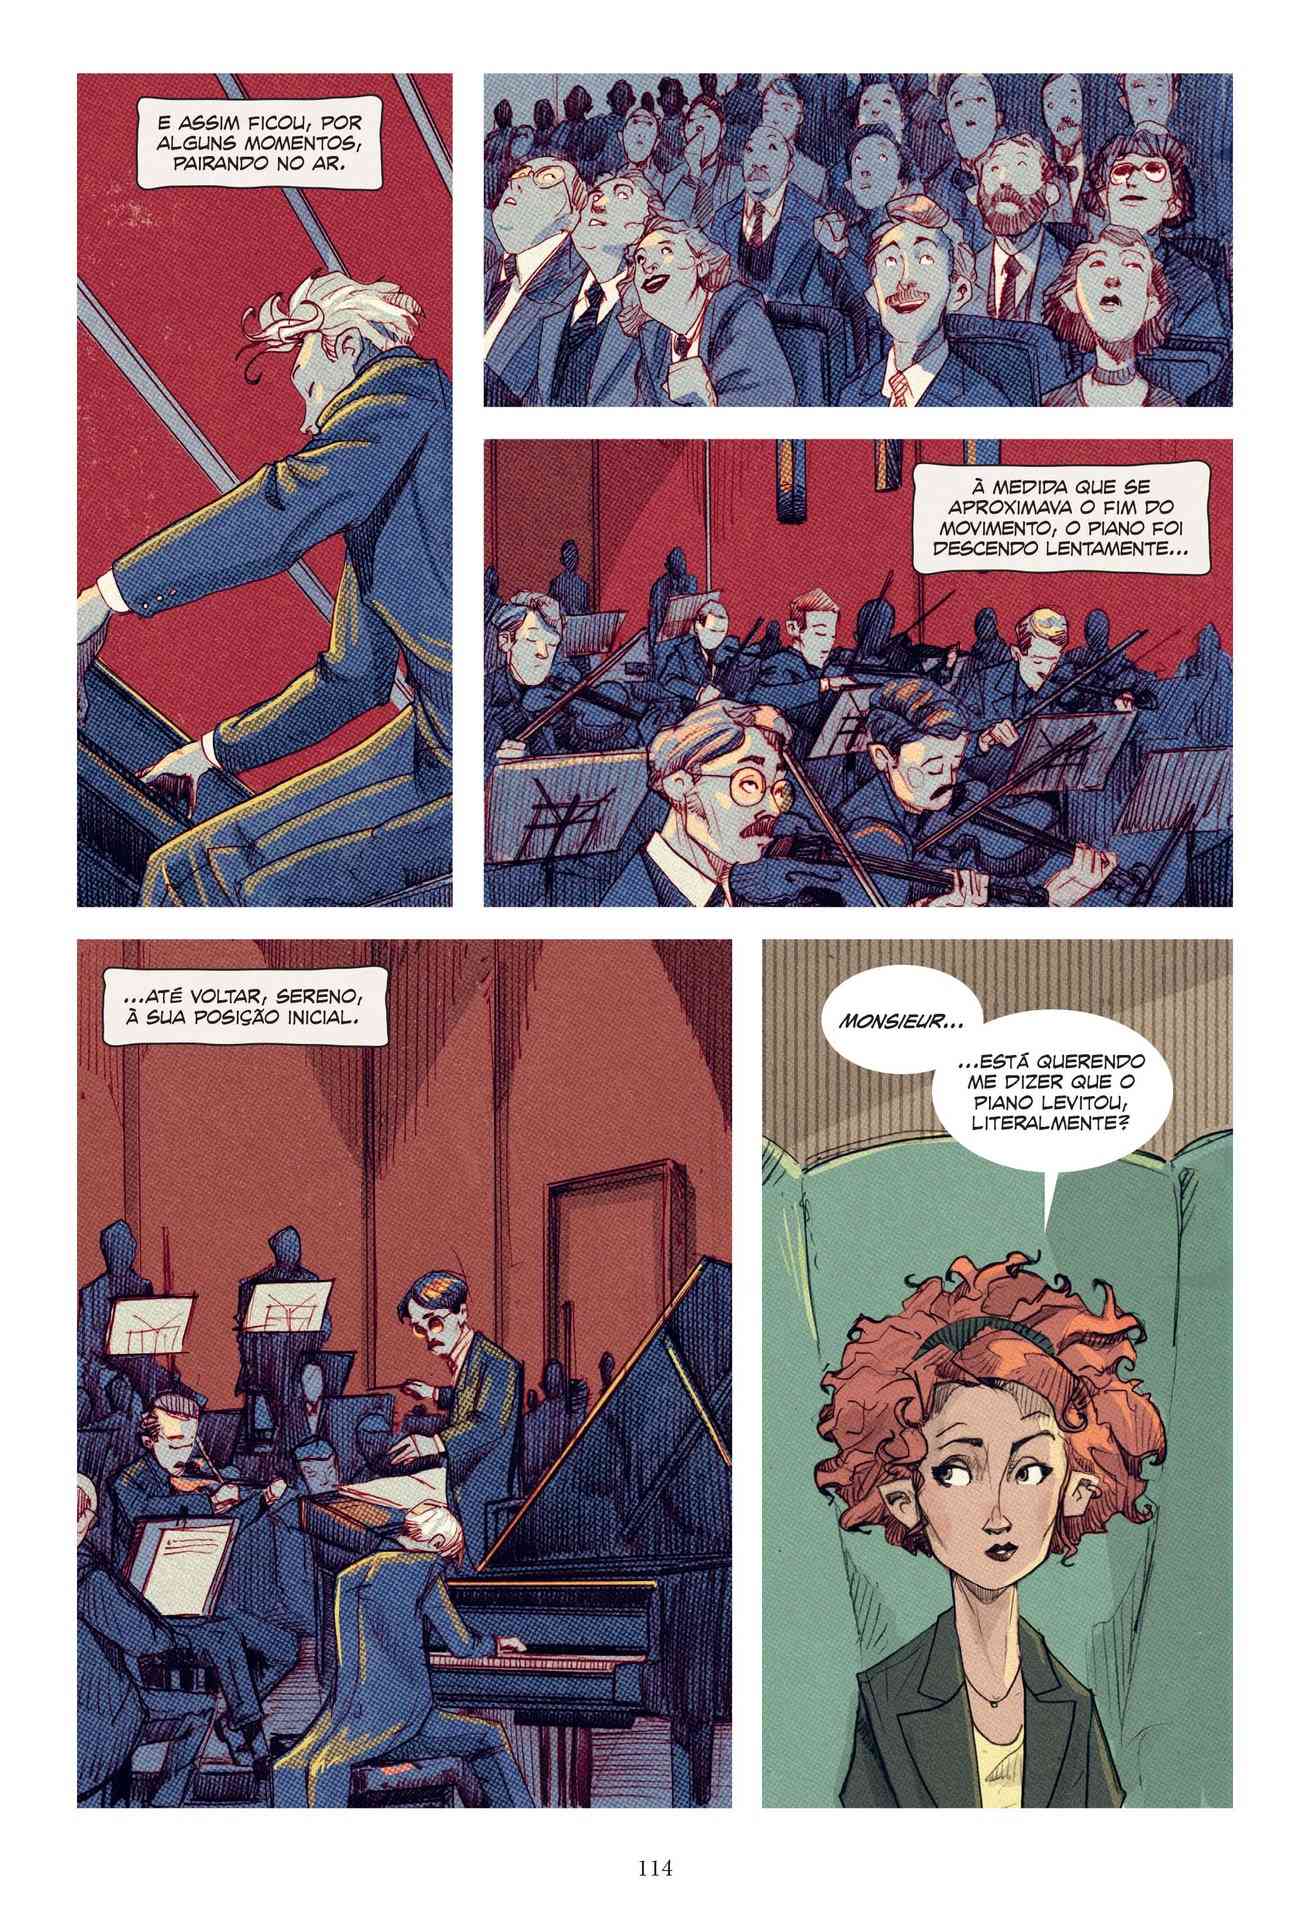 E ASSIM FICOU, POR
ALGUNS MOMENTOS,
PAIRANDO NO AR.
À MEDIDA QUE SE
APROXIMAVA O FIM DO
MOVIMENTO, O PIANO FOI
DESCENDO LENTAMENTE...
...ATÉ VOLTAR, SERENO,
À SUA POSIÇÃO INICIAL.
MONSIEUR...
...ESTÁ QUERENDO
ME DIZER QUE O
PIANO LEVITOU,
LITERALMENTE?
114